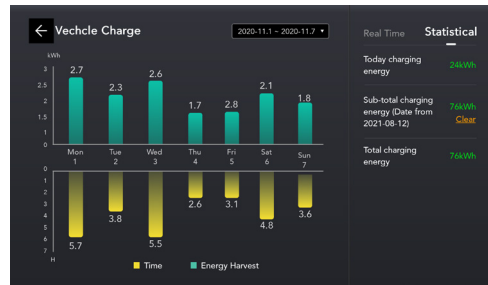 Vechcle Charge
2020-11.1 ~ 2020-11.7
Real Time Statistical
kWh
3
2.5
2
1.5
1
0
2.7
2.3
2.6
1.7
2.8
2.1
1.8
Mon Tue Wed Thu Fri Sat Sun
1 2 3 4 5 6 7
0
1
2
3
4
5
6
7
H
5.7
3.8
5.5
2.6
3.1
4.8
3.6
Time Energy Harvest
Today charging
energy
24kWh
Sub-total charging
energy (Date from
2021-08-12)
76kWh
Clear
Total charging
energy
76kWh